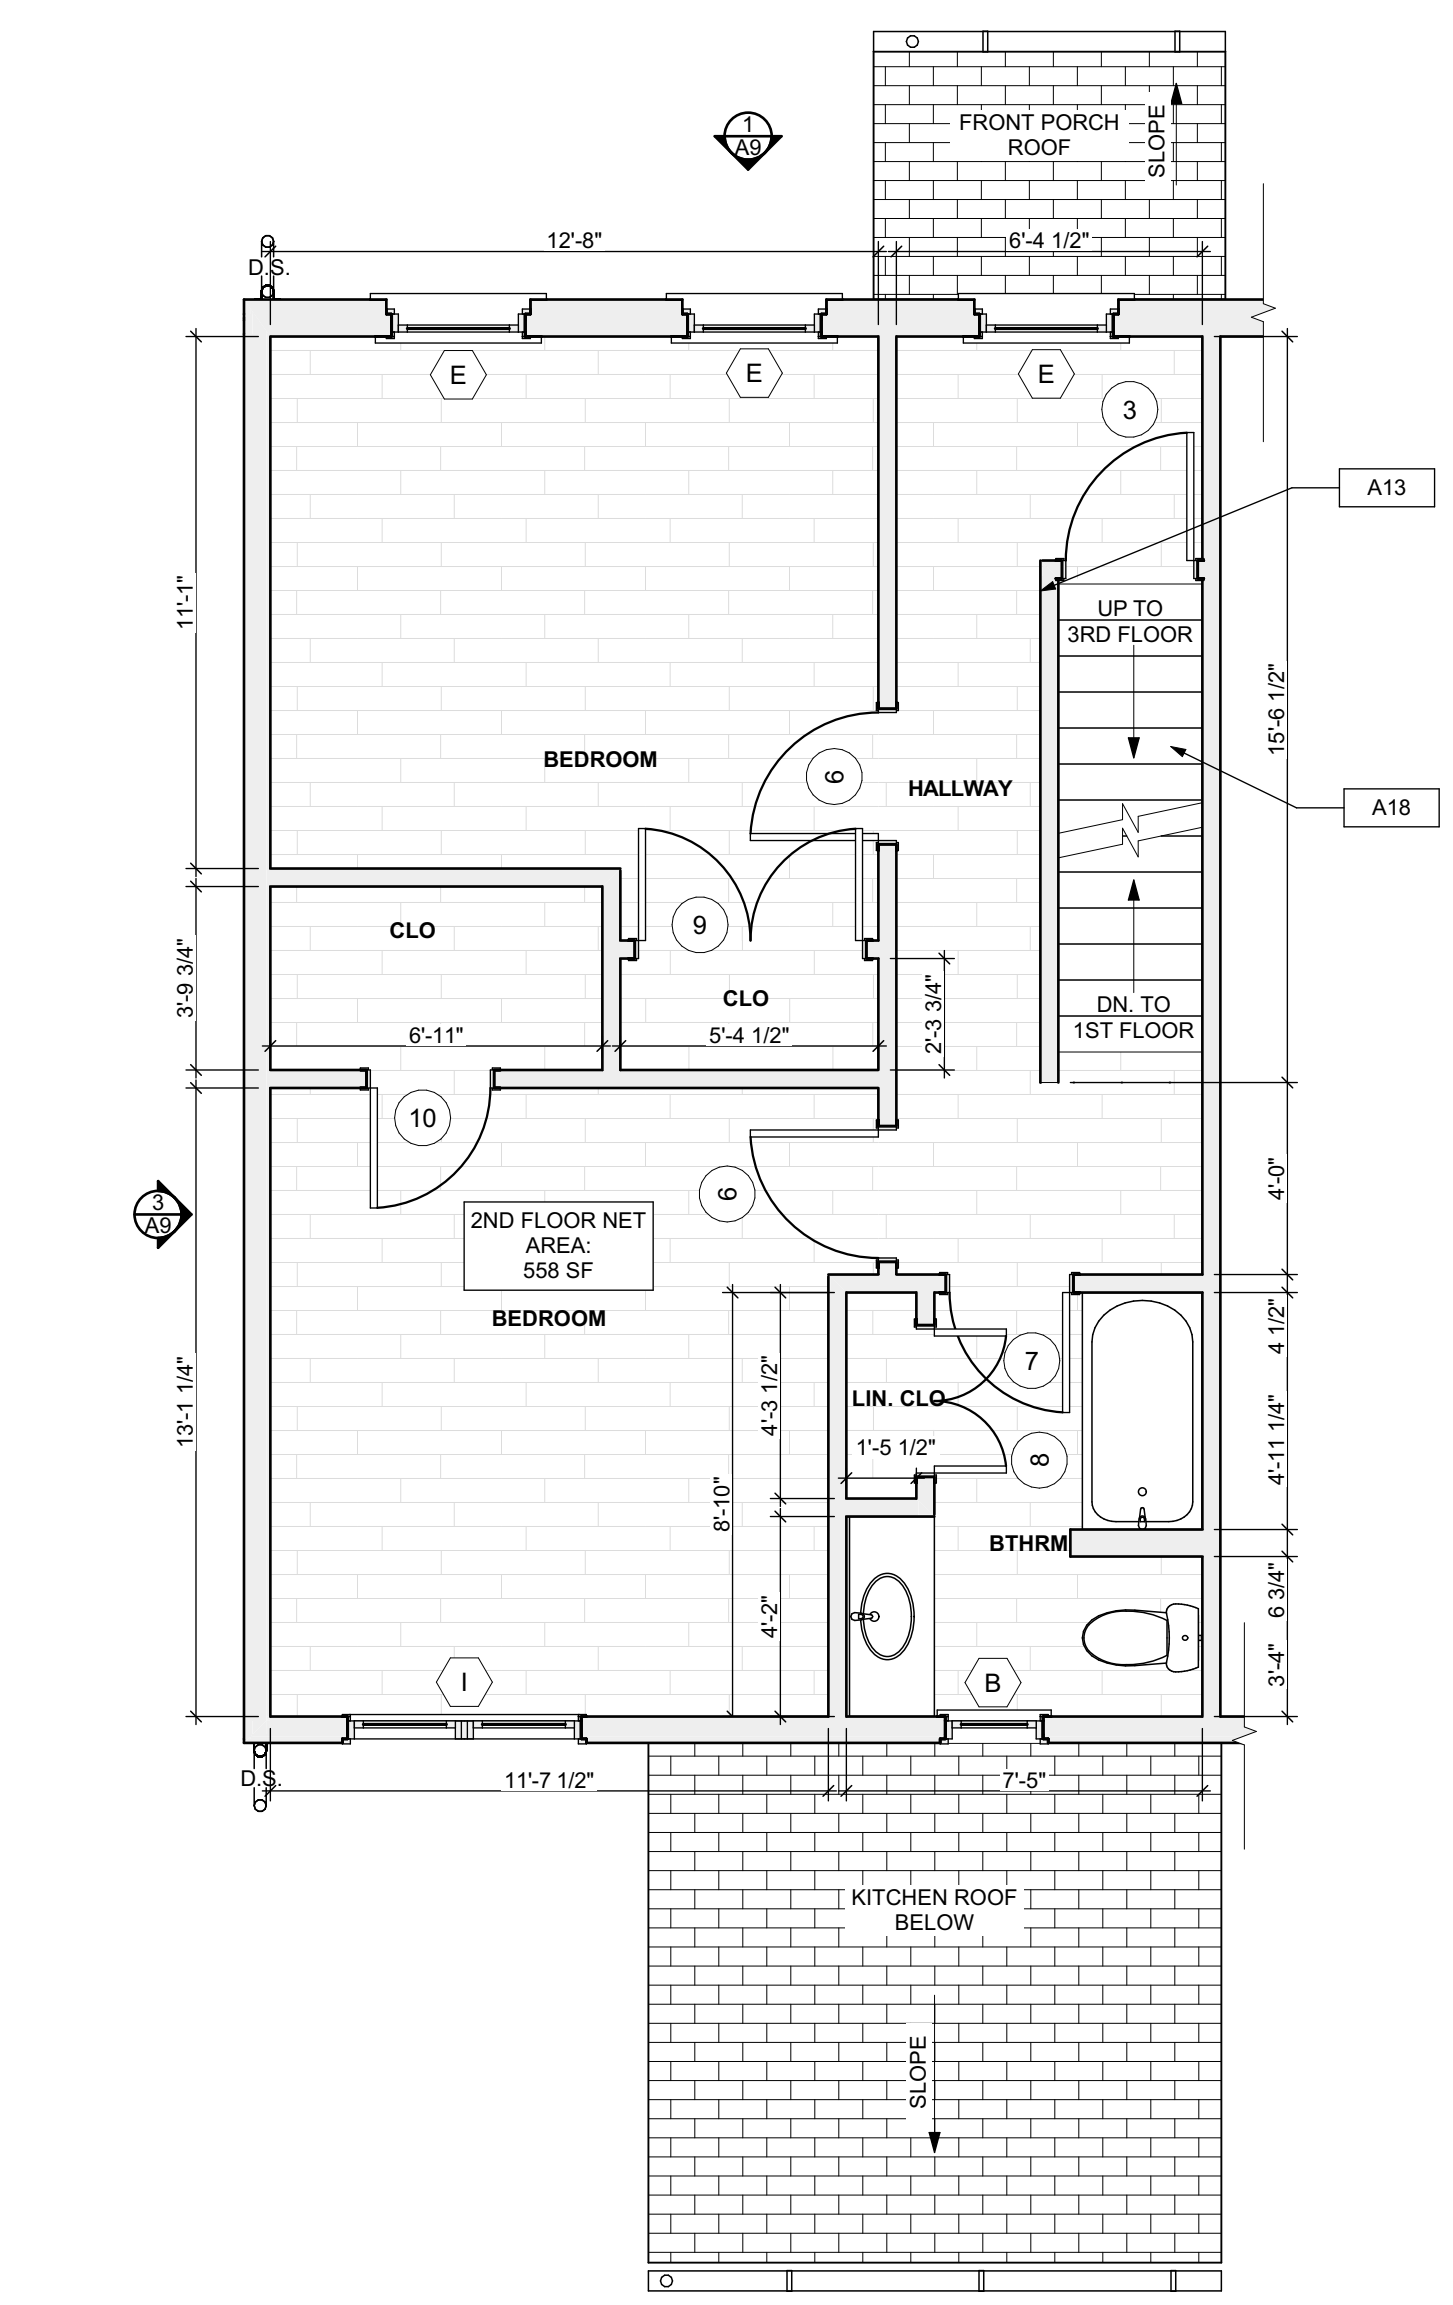 1
A9
FRONT PORCH
ROOF
SLOPE
12'-8"
6'-4 1/2"
D.S.
E
E
E
3
A13
11'-1"
UP TO
3RD FLOOR
15'-6 1/2"
BEDROOM
6
HALLWAY
A18
9
CLO
3'-9 3/4"
CLO
2'-3 3/4"
DN. TO
1ST FLOOR
6'-11"
5'-4 1/2"
10
6
4'-0"
3
A9
2ND FLOOR NET
AREA:
558 SF
BEDROOM
4 1/2"
7
13'-1 1/4"
4'-3 1/2"
LIN. CLO
1'-5 1/2"
8
4'-11 1/4"
8'-10"
BTHRM
6 3/4"
4'-2"
3'-4"
I
B
D.S.
11'-7 1/2"
7'-5"
KITCHEN ROOF
BELOW
SLOPE